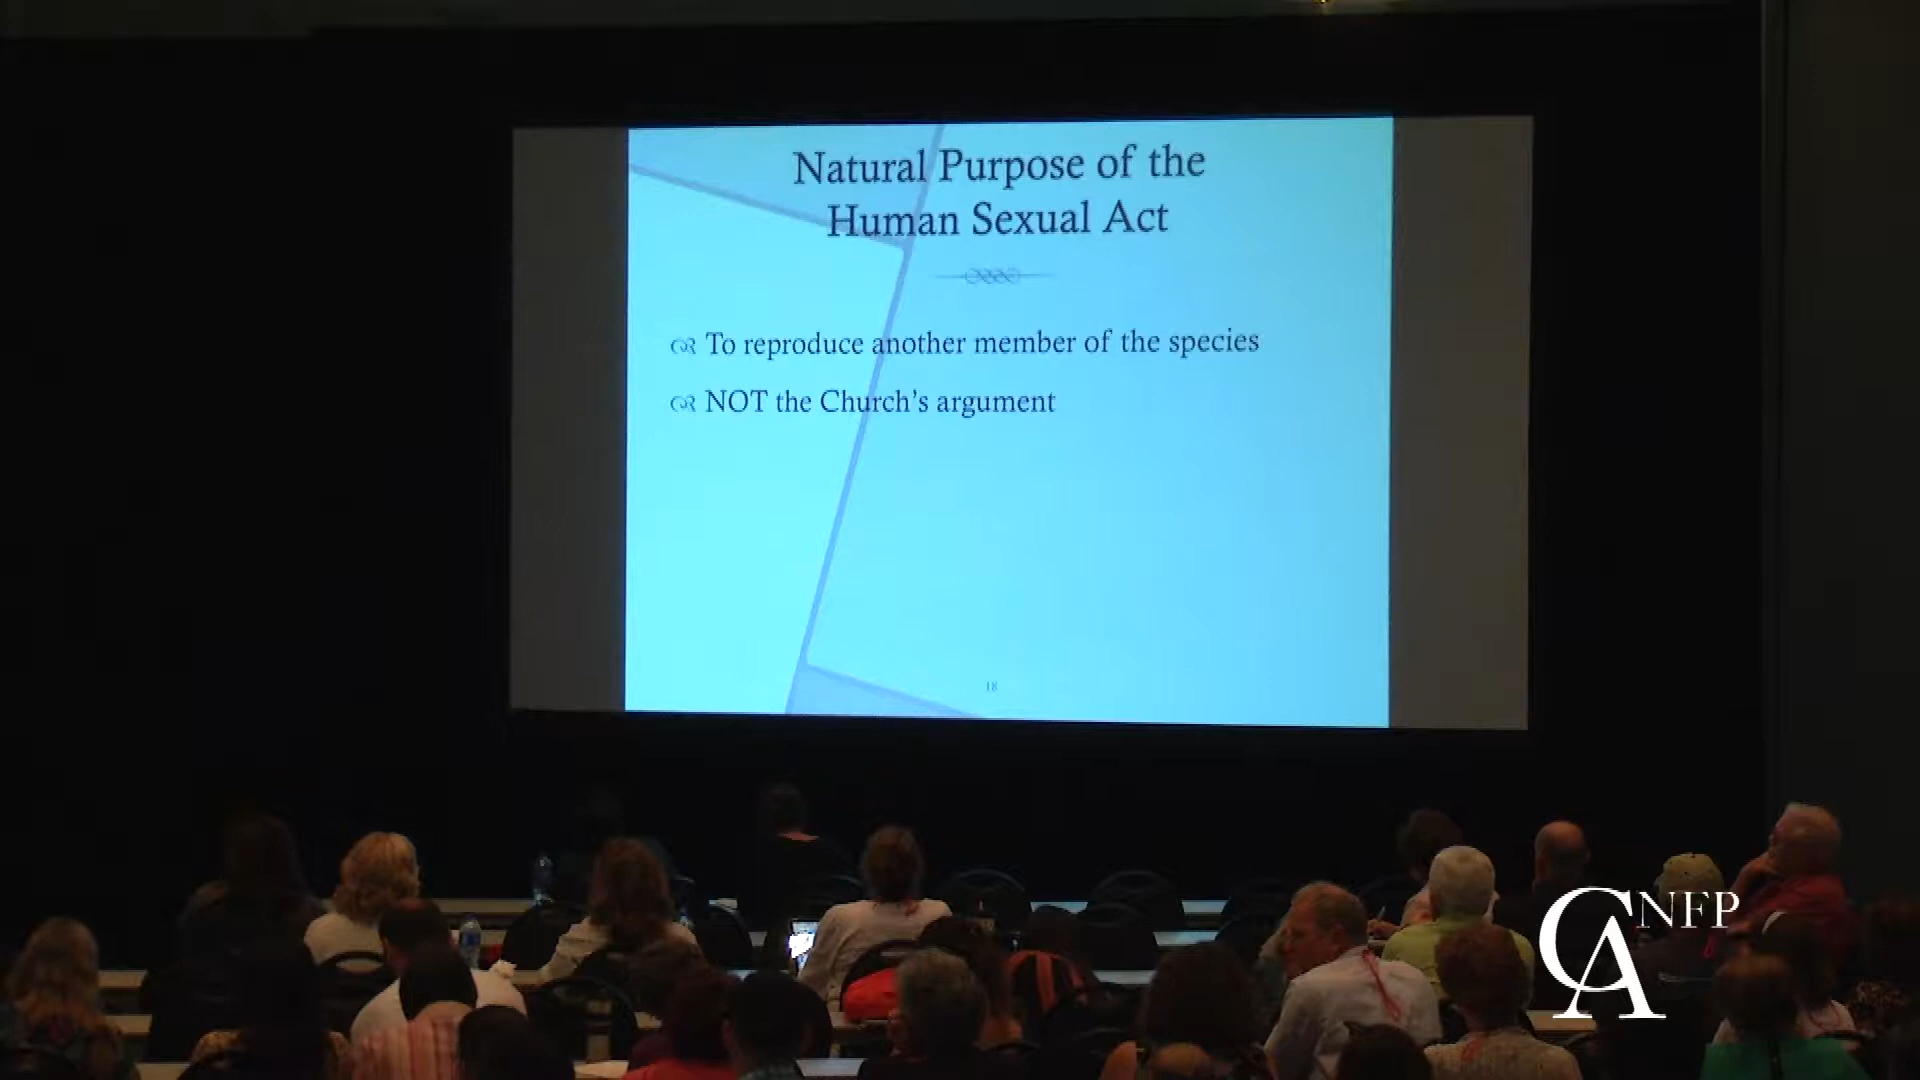 Natural Purpose of the
Human Sexual Act
To reproduce another member of the species
NOT the Church's argument
18
CA NFP